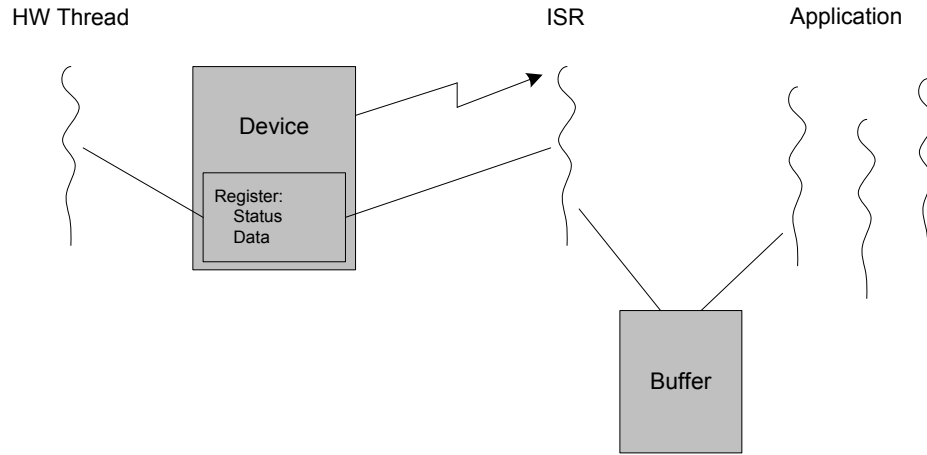 HW Thread
ISR
Application
Device
Register:
Status
Data
Buffer